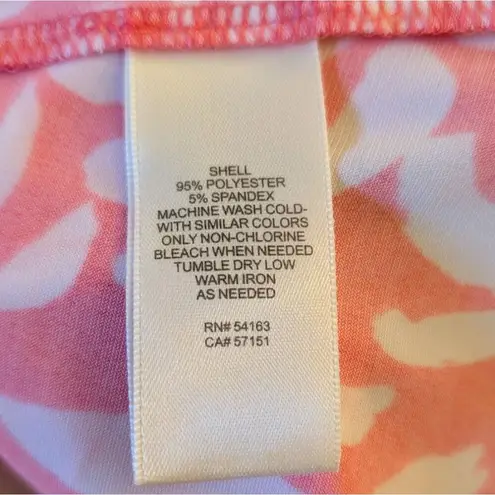 SHELL
95% POLYESTER
5% SPANDEX
MACHINE WASH COLD-
WITH SIMILAR COLORS
ONLY NON-CHLORINE
BLEACH WHEN NEEDED
TUMBLE DRY LOW
WARM IRON
AS NEEDED
RN# 54163
CA# 57151